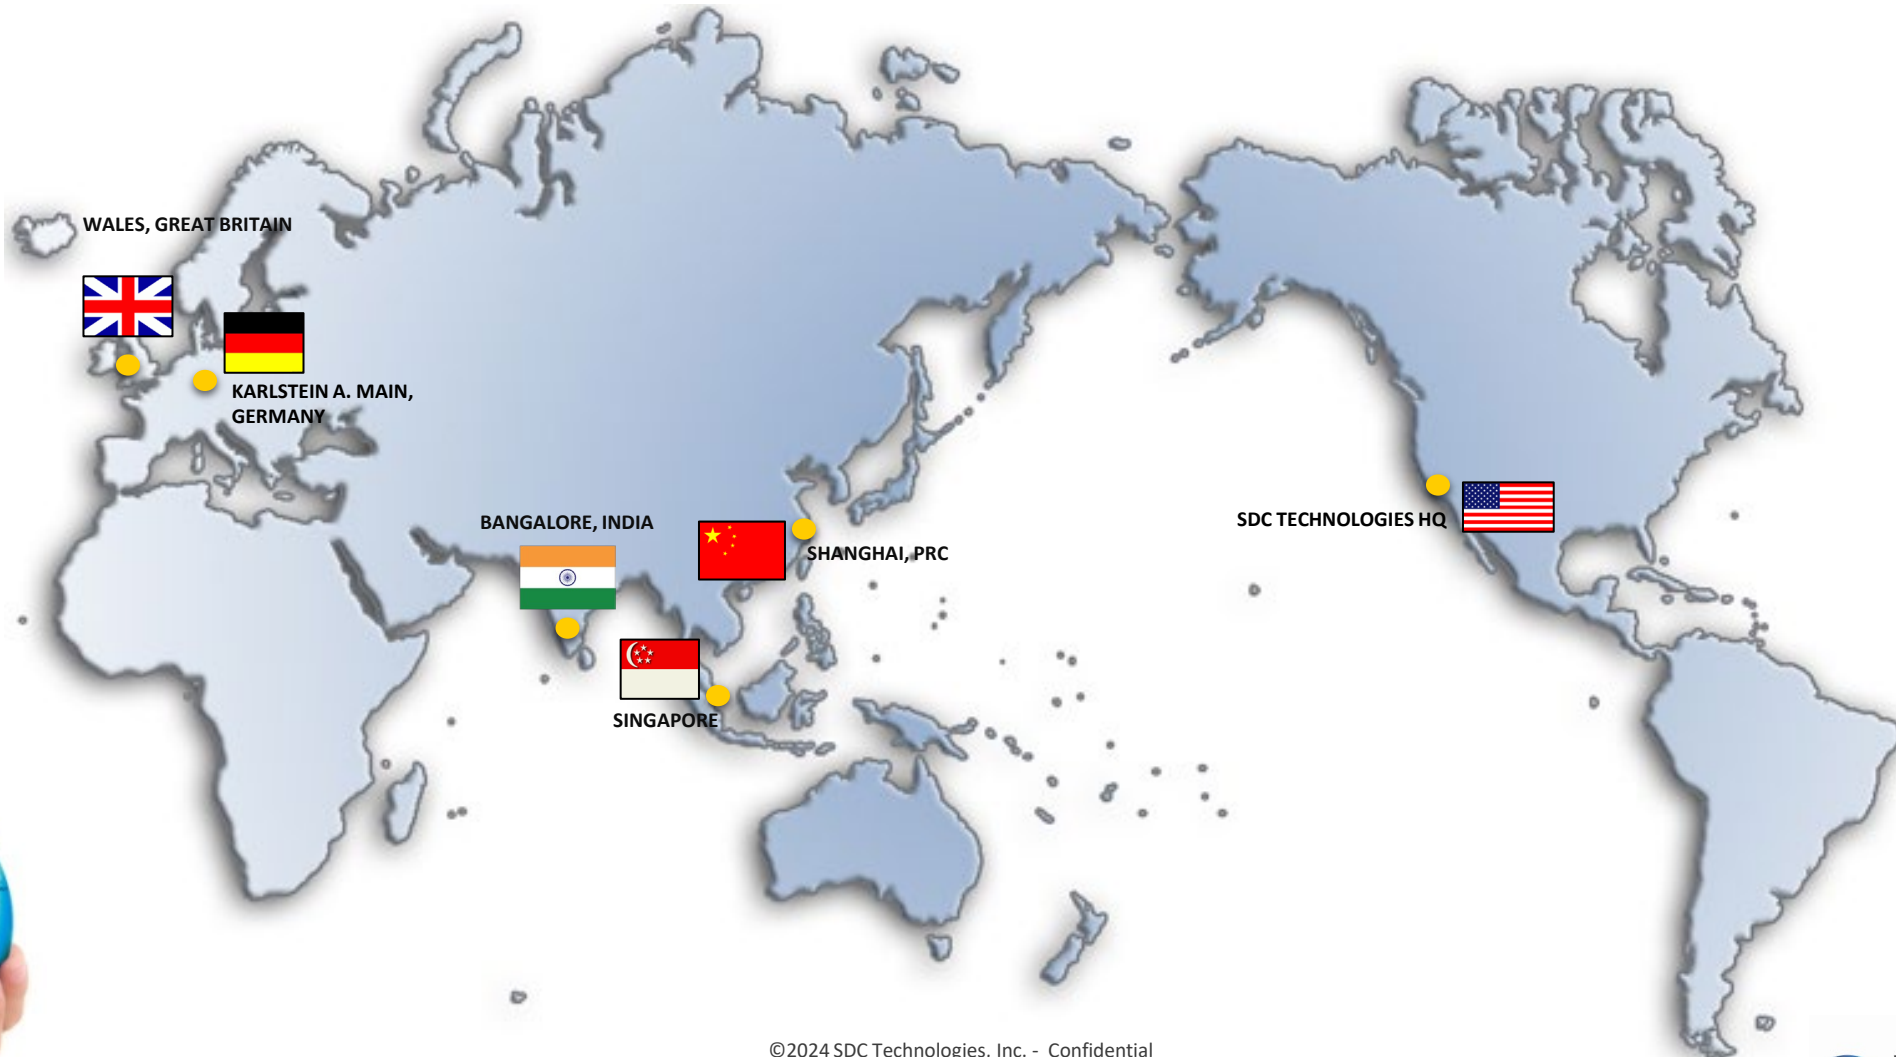 WALES, GREAT BRITAIN
KARLSTEIN A. MAIN,
GERMANY
BANGALORE, INDIA
SHANGHAI, PRC
SDC TECHNOLOGIES HQ
SINGAPORE
©2024 SDC Technologies, Inc. - Confidential